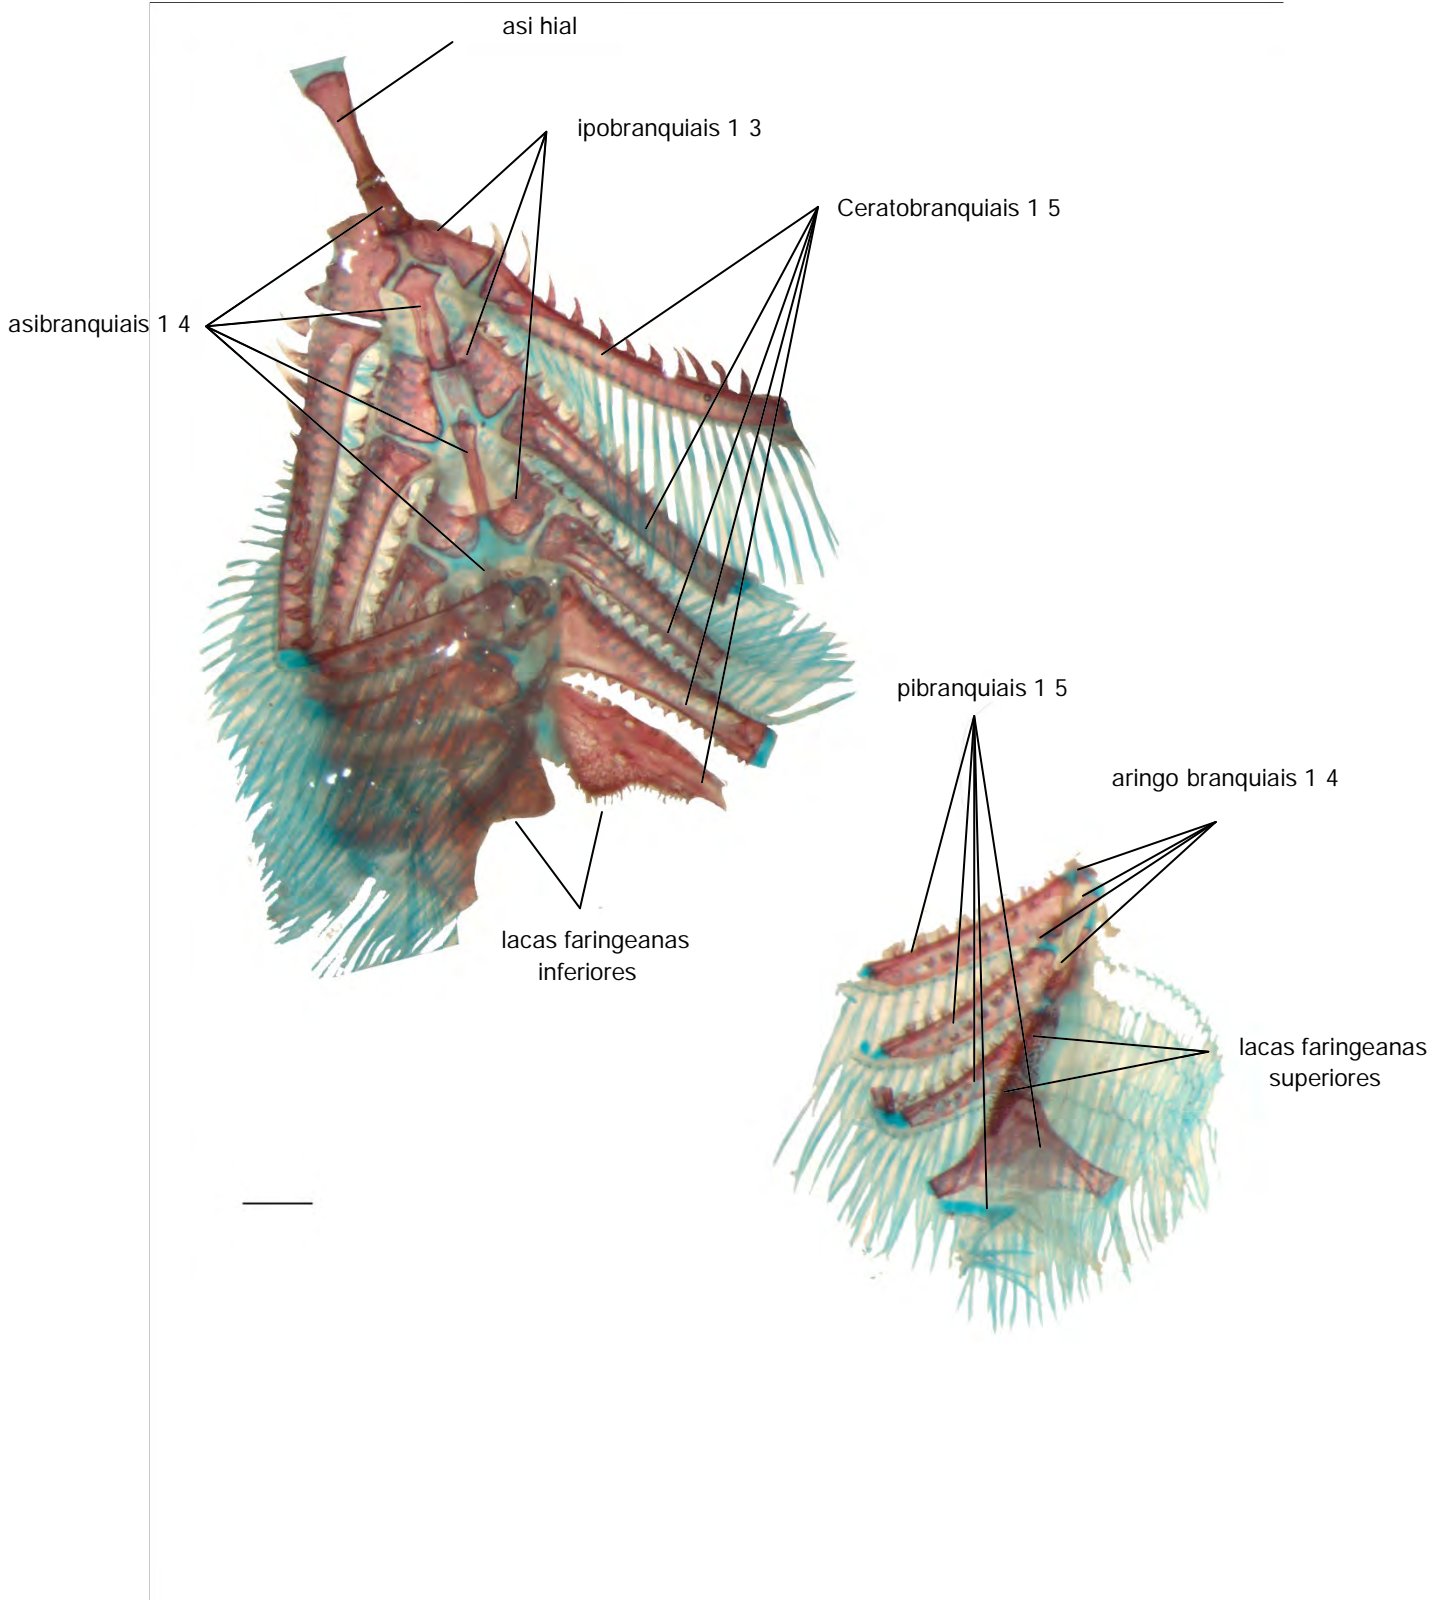 asi hial
ipobranquiais 1 3
Ceratobranquiais 1 5
asibranquiais 1 4
pibranquiais 1 5
aringo branquiais 1 4
lacas faringeanas
inferiores
lacas faringeanas
superiores